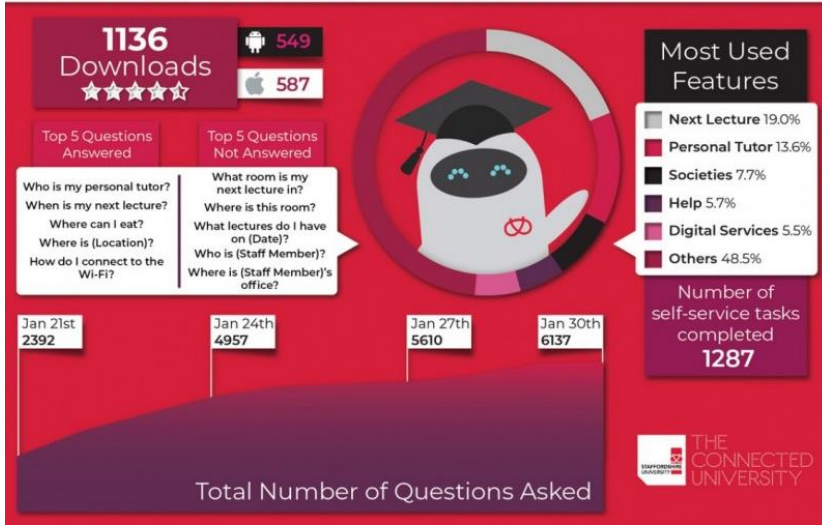 1136
Downloads
549
587
Top 5 Questions
Answered
Who is my personal tutor?
When is my next lecture?
Where can I eat?
Where is (Location)?
How do I connect to the
Wi-Fi?
Top 5 Questions
Not Answered
What room is my
next lecture in?
Where is this room?
What lectures do I have
on (Date)?
Who is (Staff Member)?
Where is (Staff Member)'s
office?
Most Used
Features
Next Lecture 19.0%
Personal Tutor 13.6%
Societies 7.7%
Help 5.7%
Digital Services 5.5%
Others 48.5%
Number of
self-service tasks
completed
1287
Jan 21st
2392
Jan 24th
4957
Jan 27th
5610
Jan 30th
6137
Total Number of Questions Asked
STAFFORDSHIRE
UNIVERSITY
THE
CONNECTED
UNIVERSITY